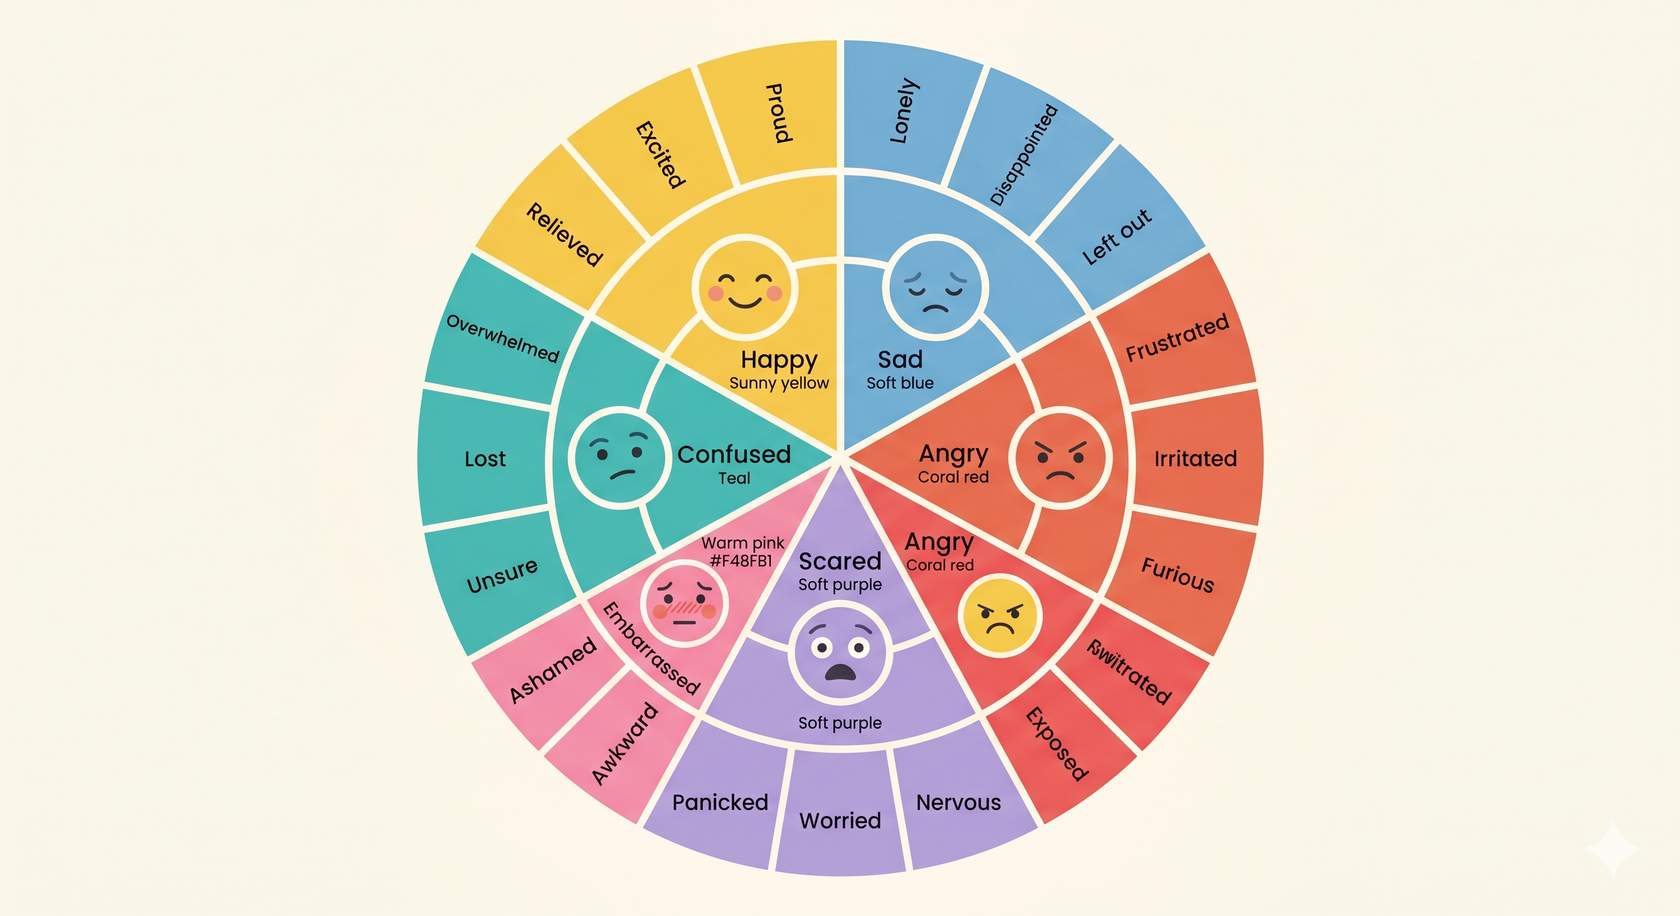 Proud
Lonely
Excited
Disappointed
Relieved
Left out
Happy
Sunny yellow
Sad
Soft blue
Overwhelmed
Frustrated
Lost
Confused
Teal
Angry
Coral red
Irritated
Unsure
Furious
Warm pink
#F48FB1
Embarrassed
Scared
Soft purple
Soft purple
Angry
Coral red
Ashamed
Awkward
Exposed
Panicked
Worried
Nervous